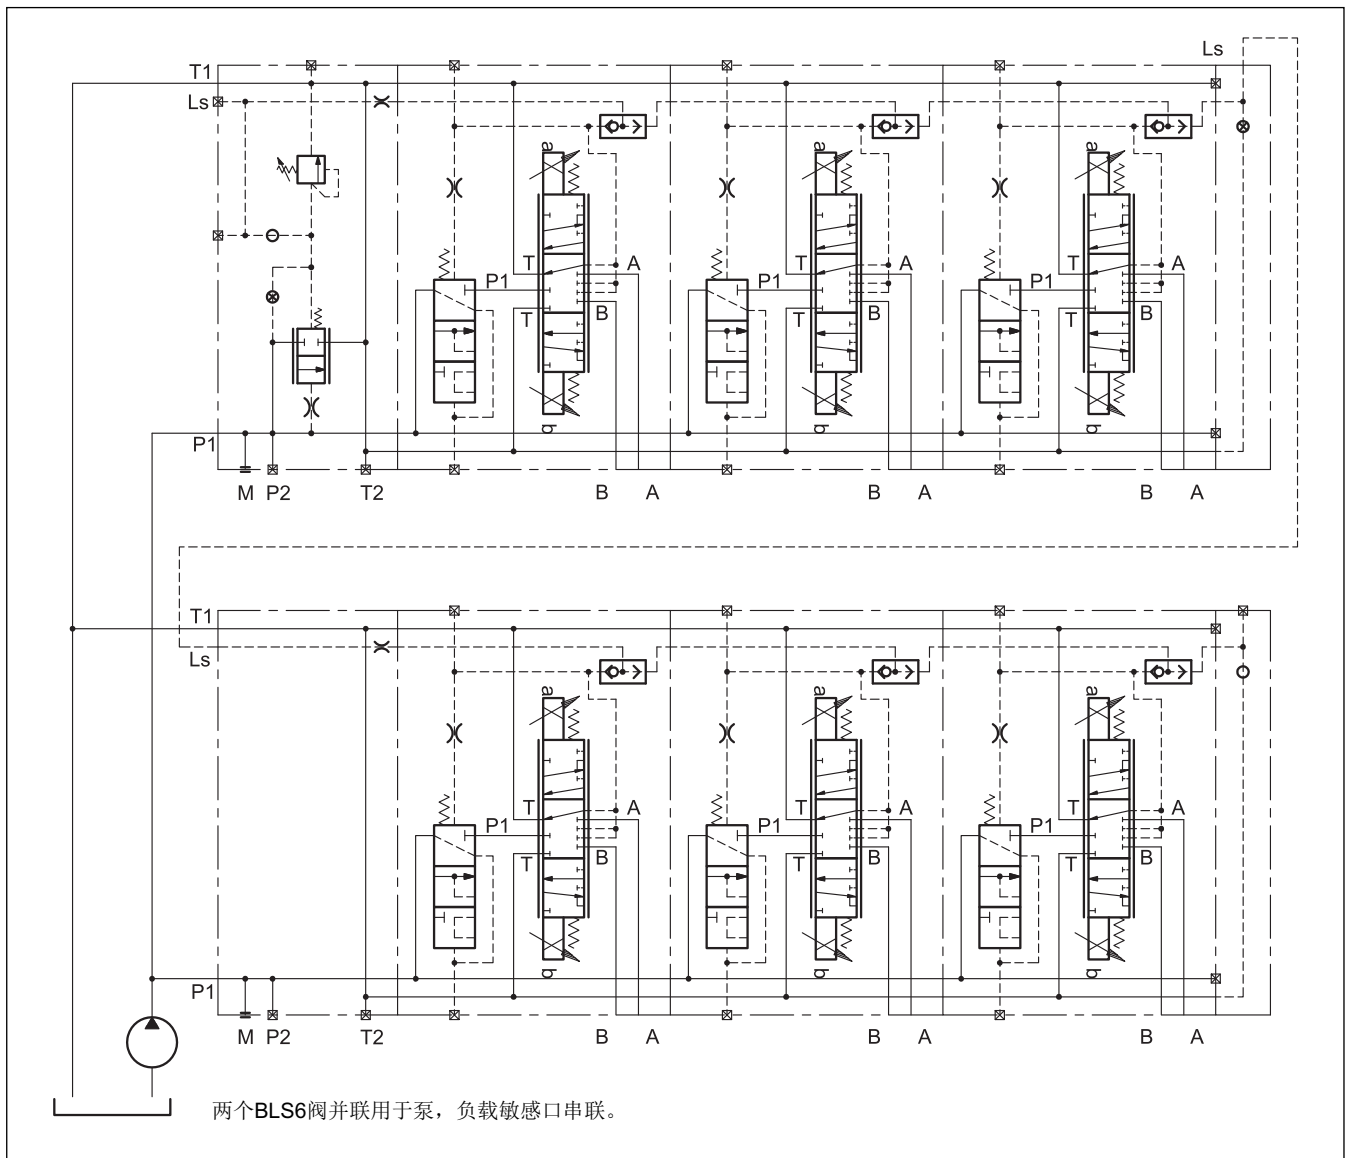 Ls
T1
Ls
a a a
T A T A T A
P1 P1 P1
T B T B T B
b b b
P1
M P2 T2 B A B A B A
T1
Ls
a a a
T A T A T A
P1 P1 P1
T B T B T B
b b b
P1
M P2 T2 B A B A B A
两个BLS6阀并联用于泵，负载敏感口串联。